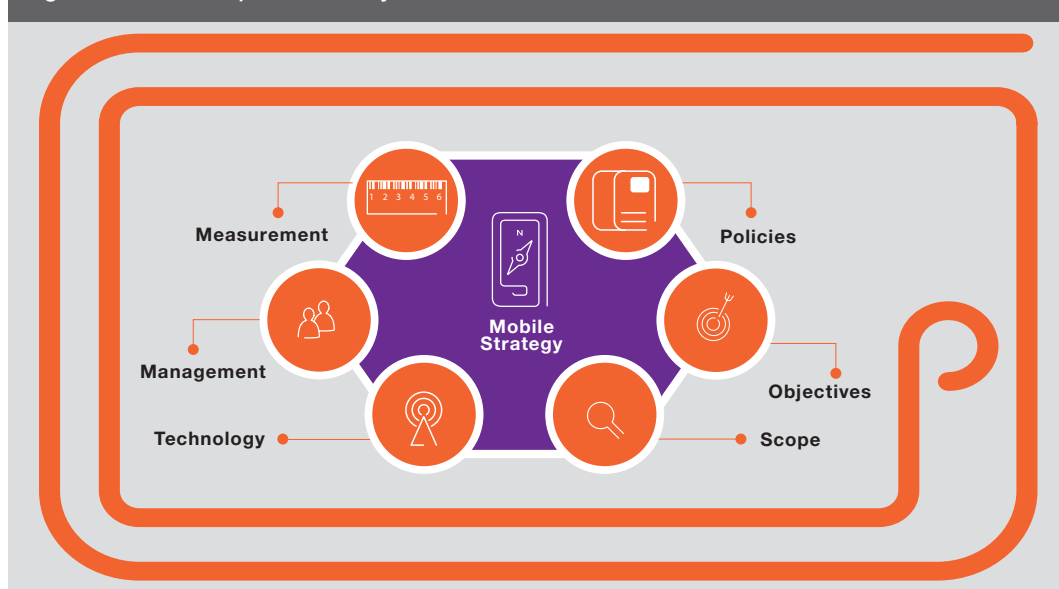 1 2 3 4 5 6
N
Measurement
Policies
Mobile
Strategy
Management
Objectives
Technology
Scope